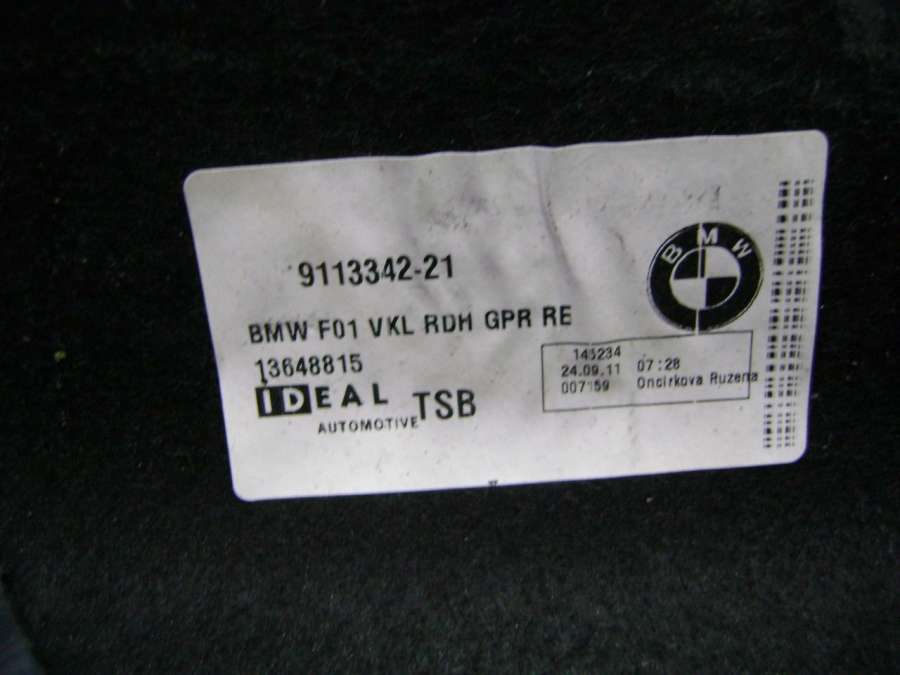 9113342-21
BMW
BMW F01 VKL RDH GPR RE
13648815
IDEAL TSB
AUTOMOTIVE
143234
24.09.11 07:28
007159 Oncirkova Ruzena